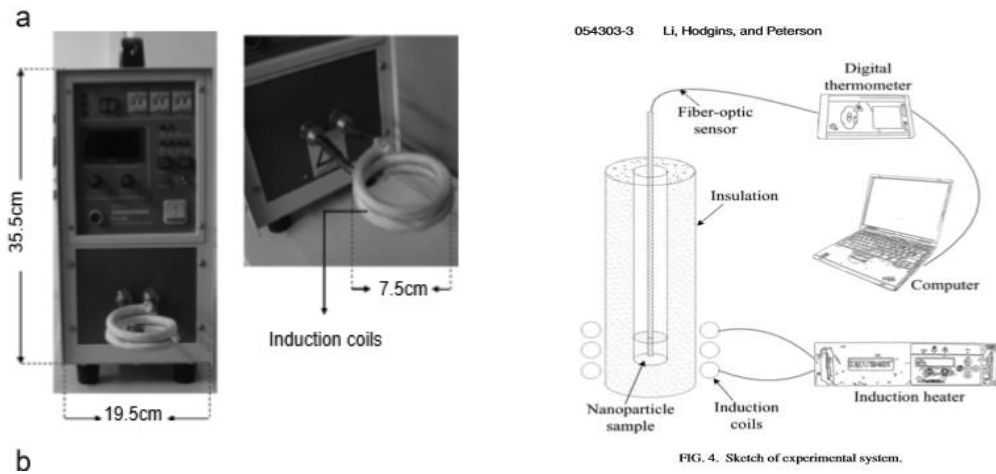 a
35.5cm
19.5cm
7.5cm
Induction coils
b
054303-3 Li, Hodgins, and Peterson
Digital
thermometer
Fiber-optic
sensor
Insulation
Computer
Nanoparticle
sample
Induction
coils
Induction heater
FIG. 4. Sketch of experimental system.